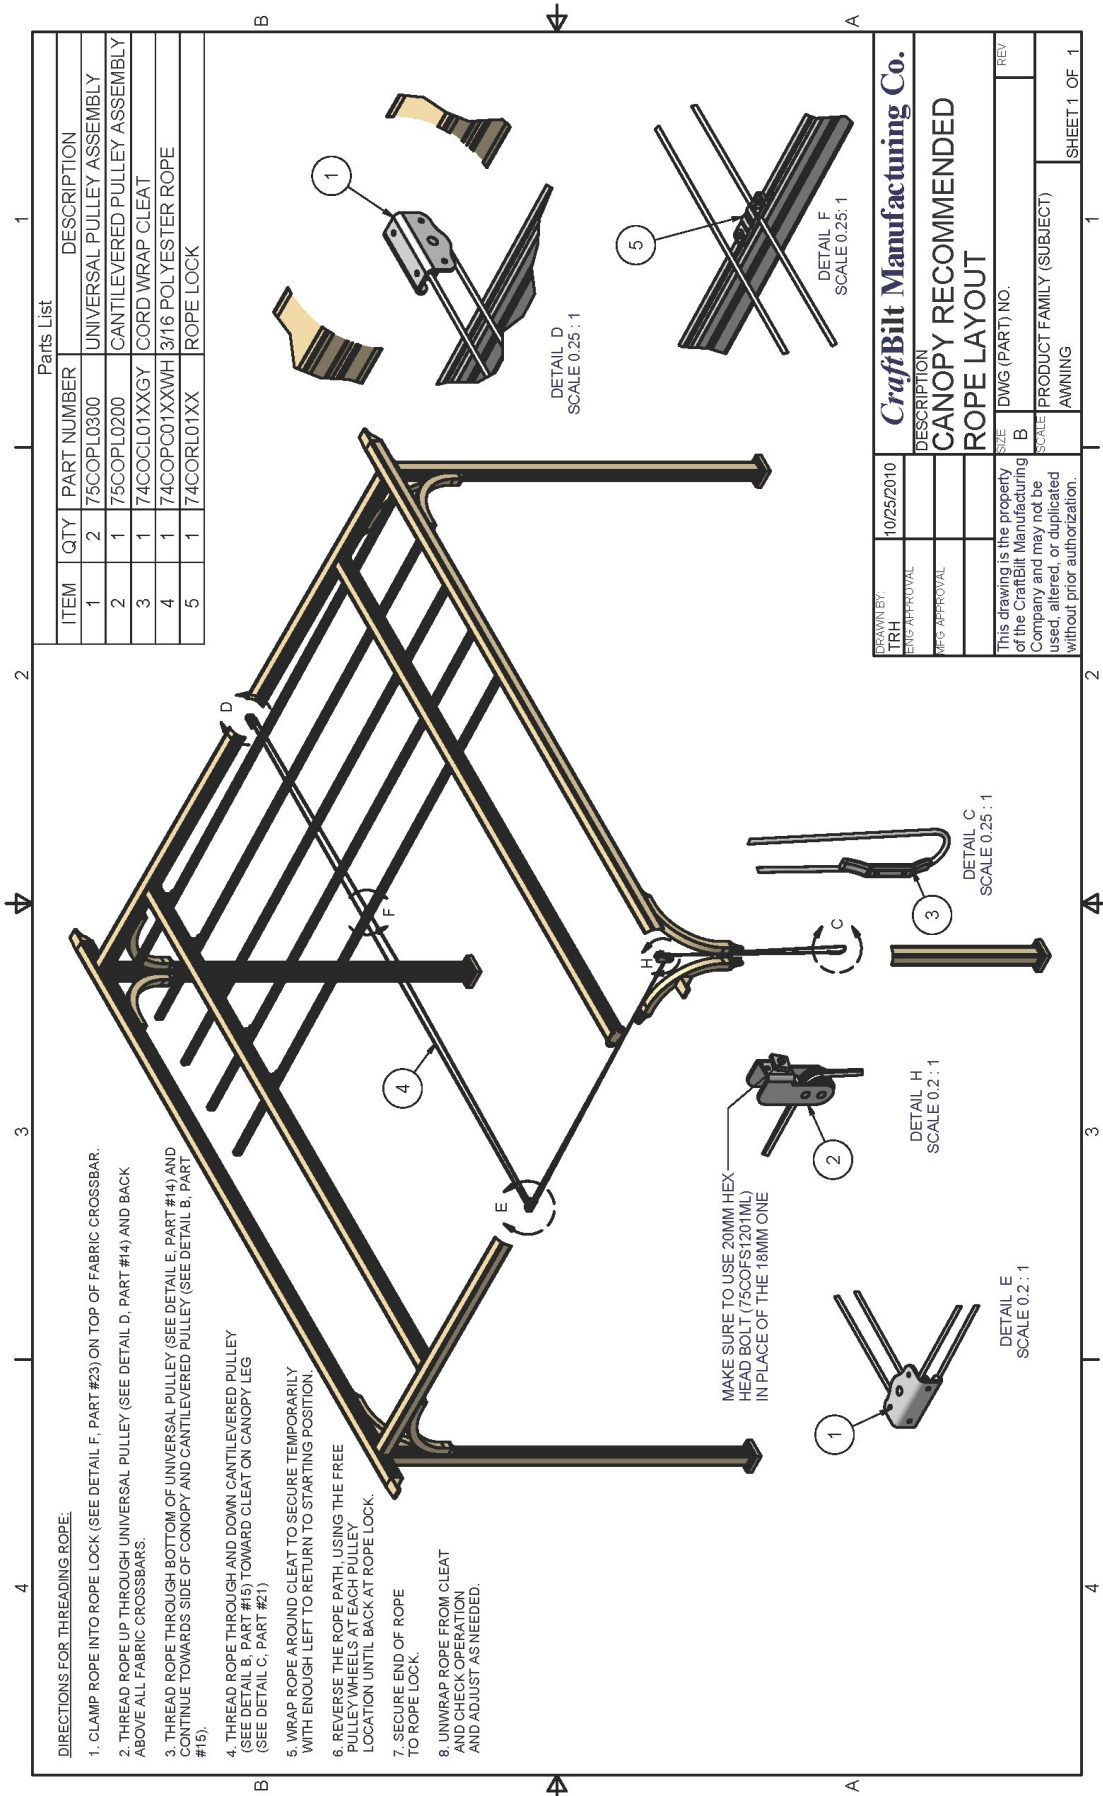 4
3
2
1
B
B
A
A
4
3
2
1
DIRECTIONS FOR THREADING ROPE:
1. CLAMP ROPE INTO ROPE LOCK (SEE DETAIL F, PART #23) ON TOP OF FABRIC CROSSBAR.
2. THREAD ROPE UP THROUGH UNIVERSAL PULLEY (SEE DETAIL D, PART #14) AND BACK
ABOVE ALL FABRIC CROSSBARS.
3. THREAD ROPE THROUGH BOTTOM OF UNIVERSAL PULLEY (SEE DETAIL E, PART #14) AND
CONTINUE TOWARDS SIDE OF CONOPY AND CANTILEVERED PULLEY (SEE DETAIL B, PART
#15).
4. THREAD ROPE THROUGH AND DOWN CANTILEVERED PULLEY
(SEE DETAIL B, PART #15) TOWARD CLEAT ON CANOPY LEG
(SEE DETAIL C, PART #21)
5. WRAP ROPE AROUND CLEAT TO SECURE TEMPORARILY
WITH ENOUGH LEFT TO RETURN TO STARTING POSITION.
6. REVERSE THE ROPE PATH, USING THE FREE
PULLEY WHEELS AT EACH PULLEY
LOCATION UNTIL BACK AT ROPE LOCK.
7. SECURE END OF ROPE
TO ROPE LOCK.
8. UNWRAP ROPE FROM CLEAT
AND CHECK OPERATION
AND ADJUST AS NEEDED.
Parts List
ITEM QTY PART NUMBER DESCRIPTION
1 2 75COPL0300 UNIVERSAL PULLEY ASSEMBLY
2 1 75COPL0200 CANTILEVERED PULLEY ASSEMBLY
3 1 74COCL01XXGY CORD WRAP CLEAT
4 1 74COPC01XXWH 3/16 POLYESTER ROPE
5 1 74CORL01XX ROPE LOCK
D
F
E
H
C
4
1
DETAIL D
SCALE 0.25 : 1
5
DETAIL F
SCALE 0.25: 1
3
DETAIL C
SCALE 0.25 : 1
MAKE SURE TO USE 20MM HEX
HEAD BOLT (75COFS1201ML)
IN PLACE OF THE 18MM ONE
2
DETAIL H
SCALE 0.2 : 1
1
DETAIL E
SCALE 0.2 : 1
DRAWN BY:
TRH
10/25/2010
ENG APPROVAL
MFG APPROVAL
This drawing is the property
of the CraftBilt Manufacturing
Company and may not be
used, altered, or duplicated
without prior authorization.
CraftBilt Manufacturing Co.
DESCRIPTION
CANOPY RECOMMENDED
ROPE LAYOUT
SIZE
B
DWG (PART) NO.
REV
SCALE
PRODUCT FAMILY (SUBJECT)
AWNING
SHEET 1 OF 1